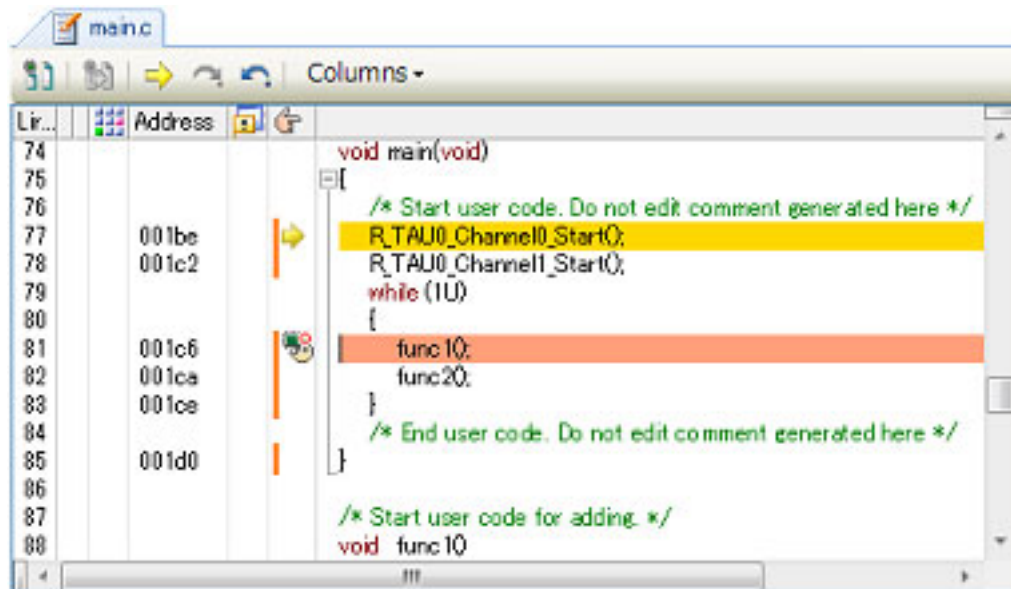 main.c
Columns
Lir... Address
74 void main(void)
75 {
76 /* Start user code. Do not edit comment generated here */
77 001be R_TAU0_Channel0_Start();
78 001c2 R_TAU0_Channel1_Start();
79 while (1U)
80 {
81 001c6 func1();
82 001ca func2();
83 001ce }
84 /* End user code. Do not edit comment generated here */
85 001d0 }
86
87 /* Start user code for adding. */
88 void func1()